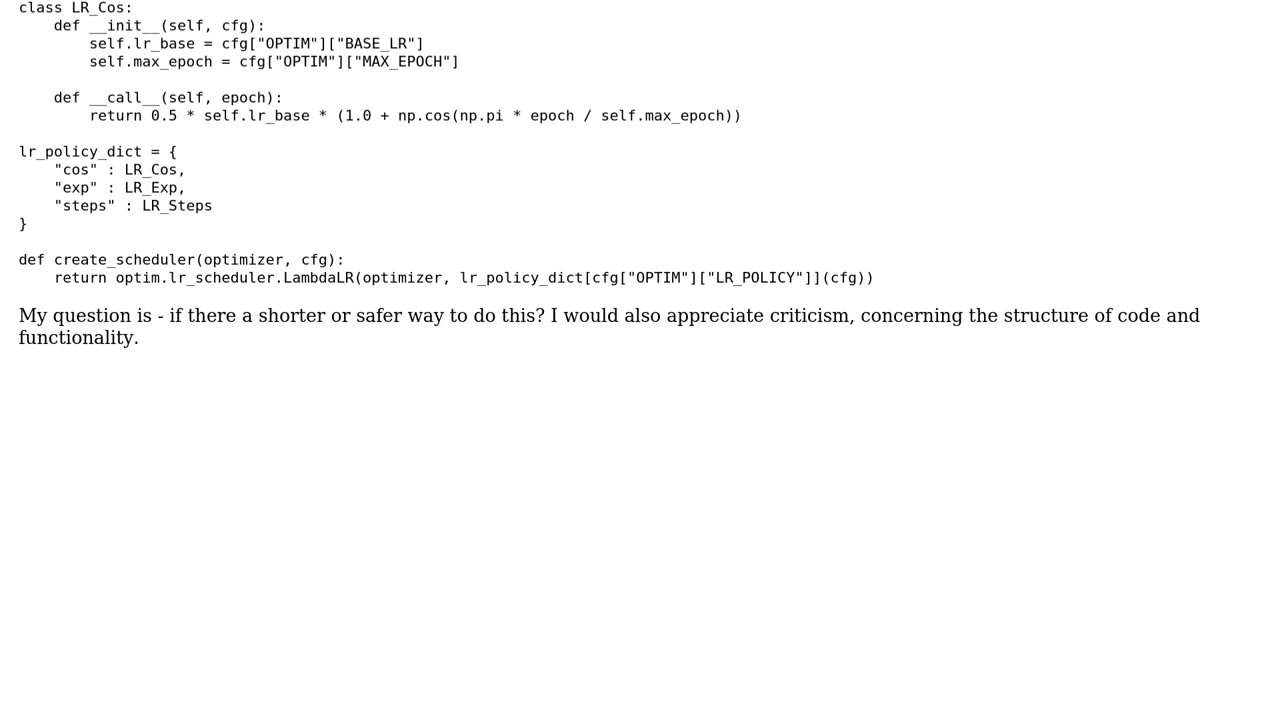 class LR_Cos:
    def __init__(self, cfg):
        self.lr_base = cfg["OPTIM"]["BASE_LR"]
        self.max_epoch = cfg["OPTIM"]["MAX_EPOCH"]

    def __call__(self, epoch):
        return 0.5 * self.lr_base * (1.0 + np.cos(np.pi * epoch / self.max_epoch))

lr_policy_dict = {
    "cos" : LR_Cos,
    "exp" : LR_Exp,
    "steps" : LR_Steps
}

def create_scheduler(optimizer, cfg):
    return optim.lr_scheduler.LambdaLR(optimizer, lr_policy_dict[cfg["OPTIM"]["LR_POLICY"]](cfg))

My question is - if there a shorter or safer way to do this? I would also appreciate criticism, concerning the structure of code and
functionality.